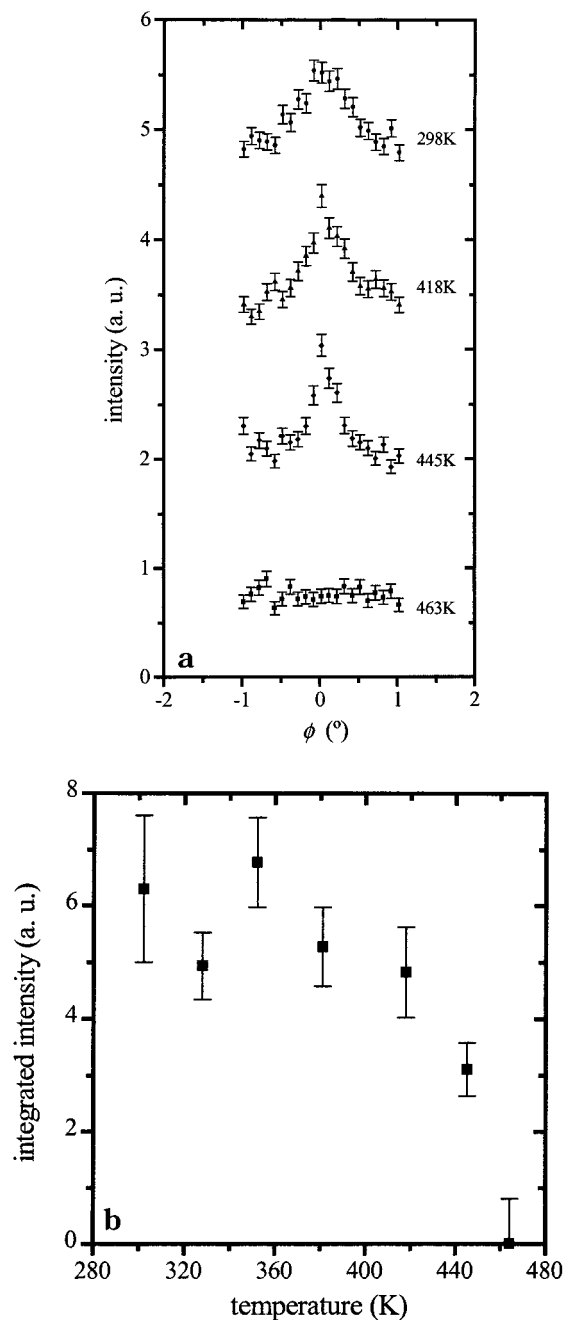 6
5
4
3
2
1
0
intensity (a. u.)
298K
418K
445K
463K
a
-2
-1
0
1
2
ϕ (º)
8
6
4
2
0
integrated intensity (a. u.)
b
280
320
360
400
440
480
temperature (K)